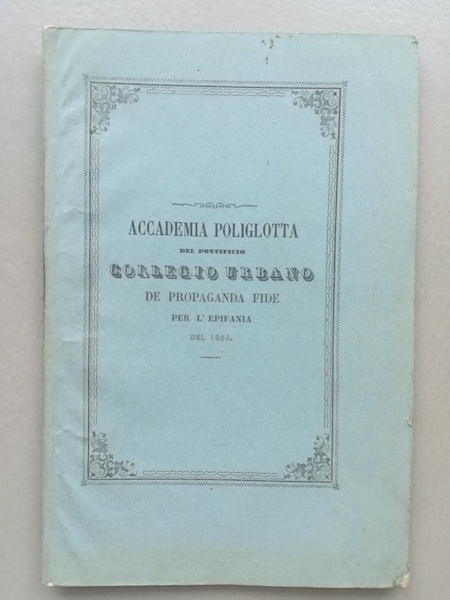 ACCADEMIA POLIGLOTTA
DEL PONTIFICIO
COLLEGIO URBANO
DE PROPAGANDA FIDE
PER L'EPIFANIA
DEL